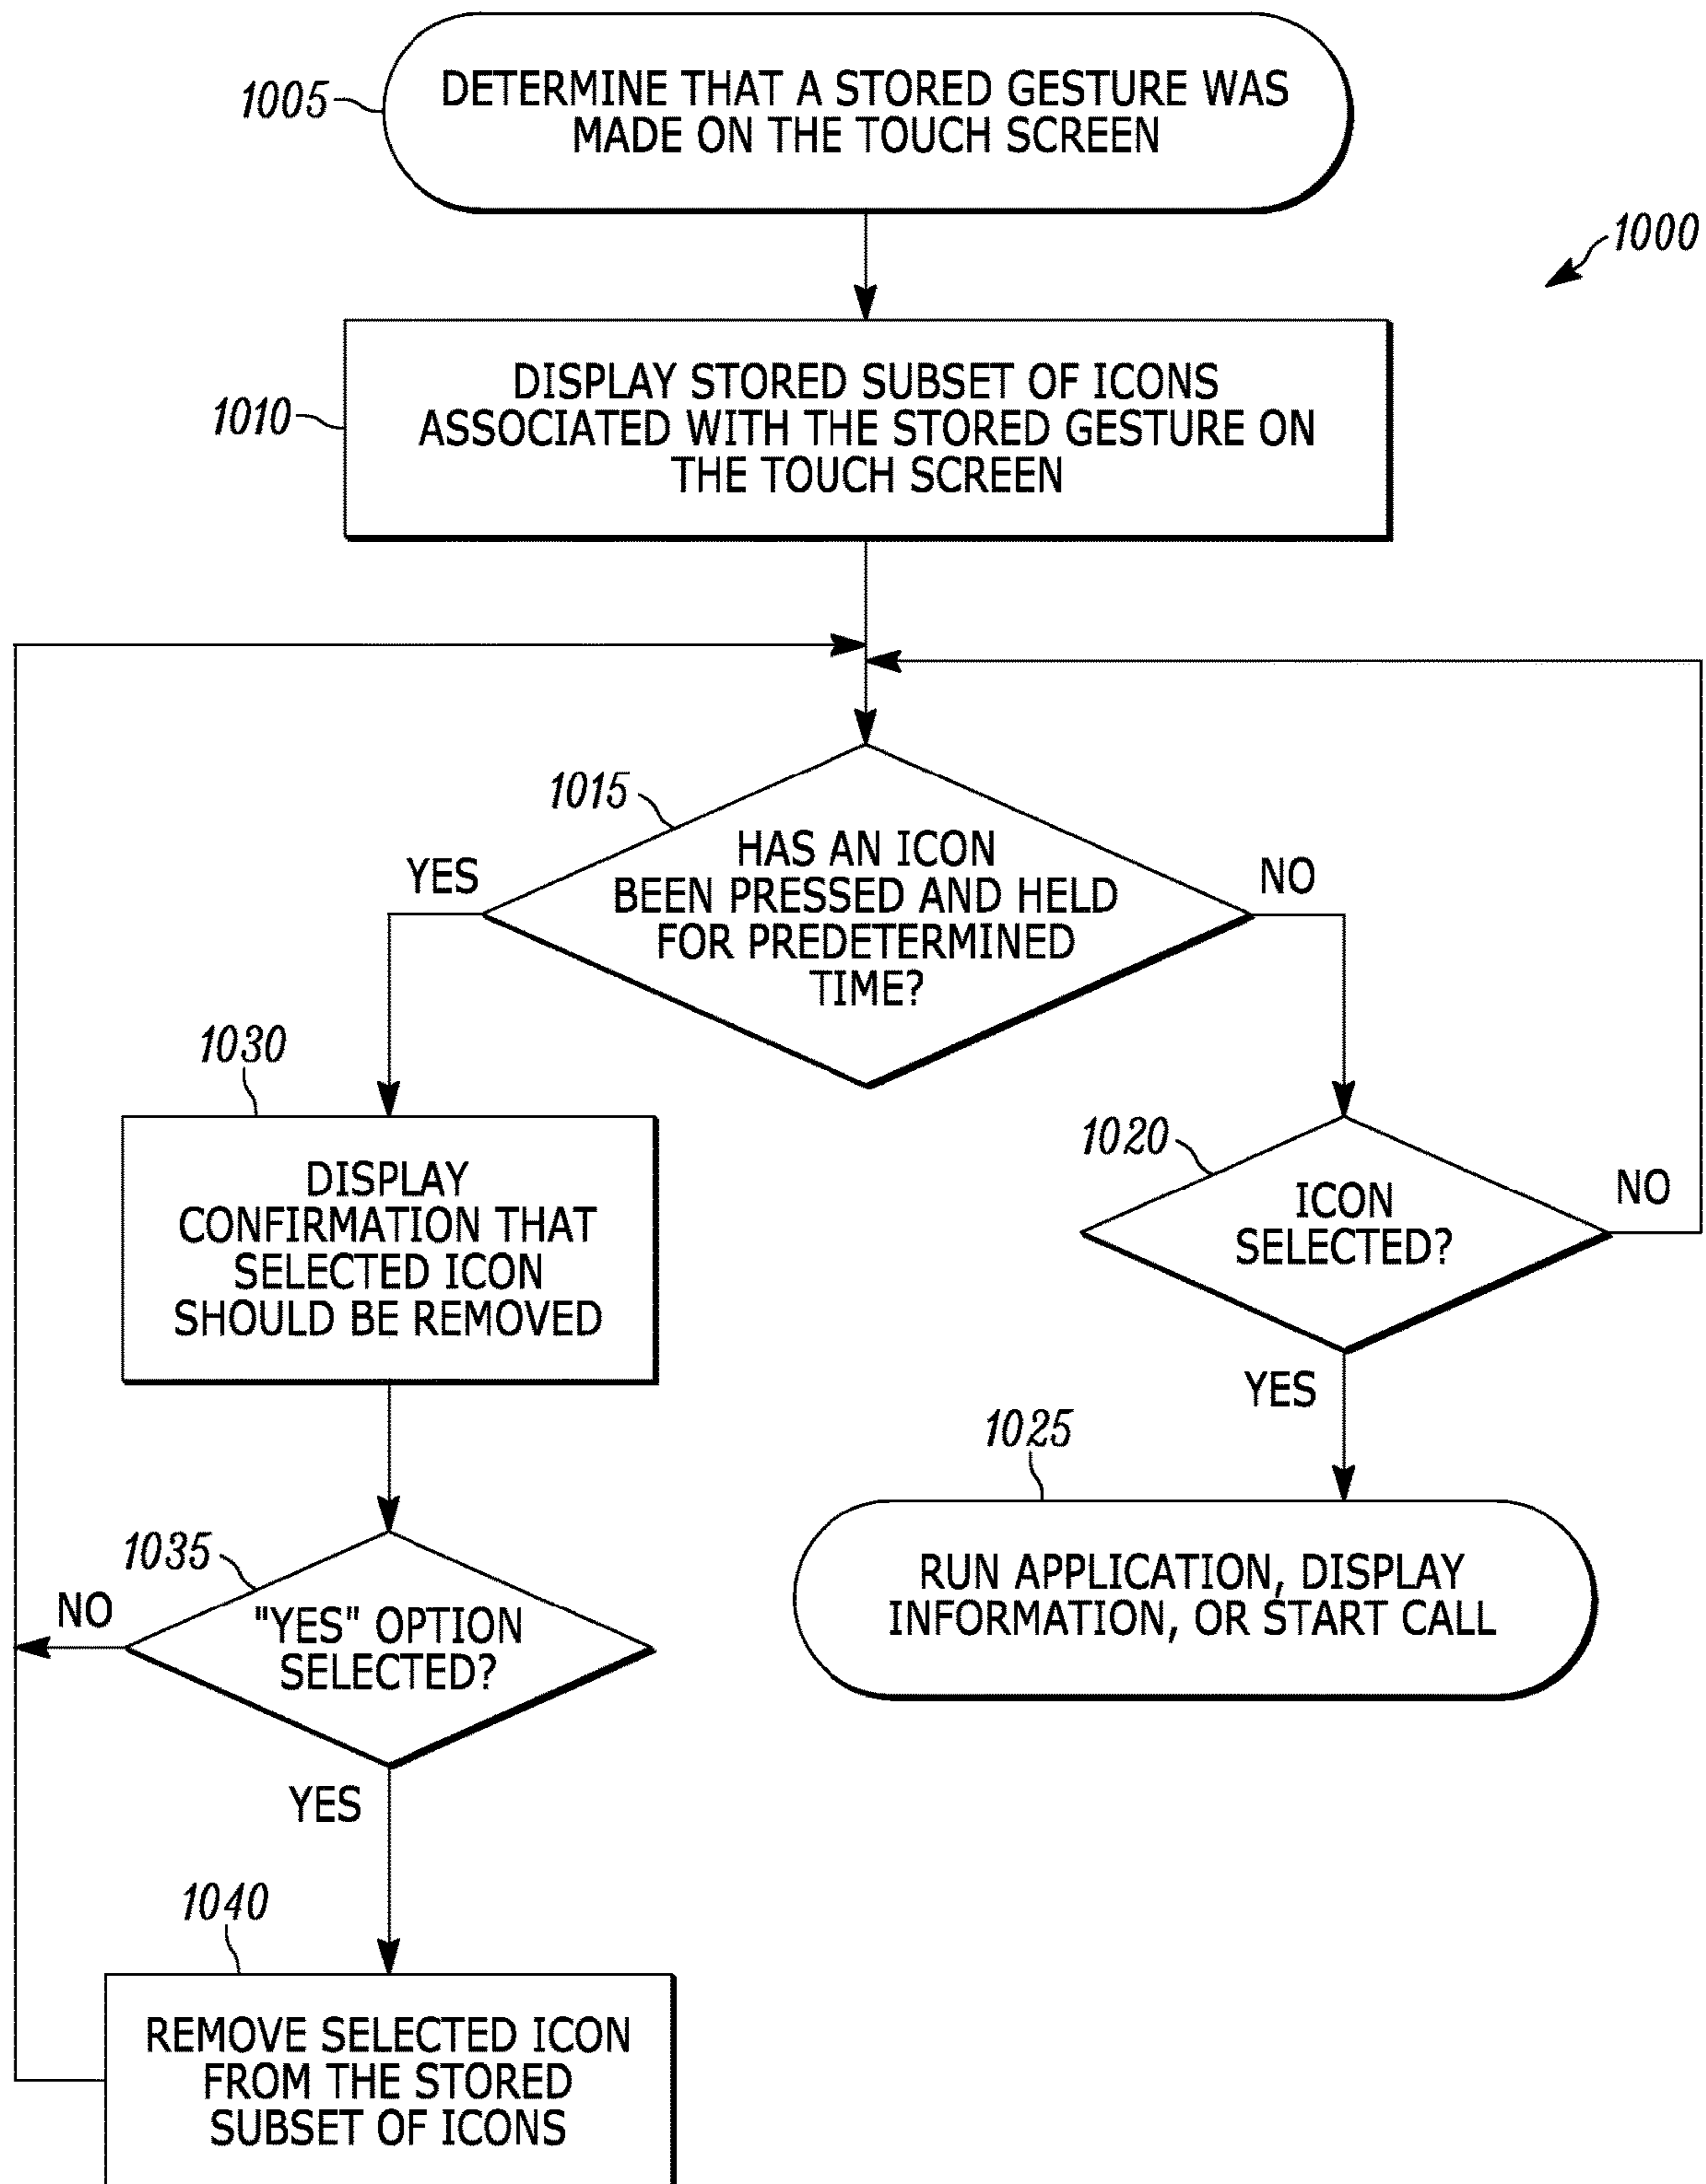 1005
DETERMINE THAT A STORED GESTURE WAS
MADE ON THE TOUCH SCREEN
1000
1010
DISPLAY STORED SUBSET OF ICONS
ASSOCIATED WITH THE STORED GESTURE ON
THE TOUCH SCREEN
1015
HAS AN ICON
BEEN PRESSED AND HELD
FOR PREDETERMINED
TIME?
YES
NO
1030
DISPLAY
CONFIRMATION THAT
SELECTED ICON
SHOULD BE REMOVED
1020
ICON
SELECTED?
NO
YES
1025
RUN APPLICATION, DISPLAY
INFORMATION, OR START CALL
1035
"YES" OPTION
SELECTED?
NO
YES
1040
REMOVE SELECTED ICON
FROM THE STORED
SUBSET OF ICONS